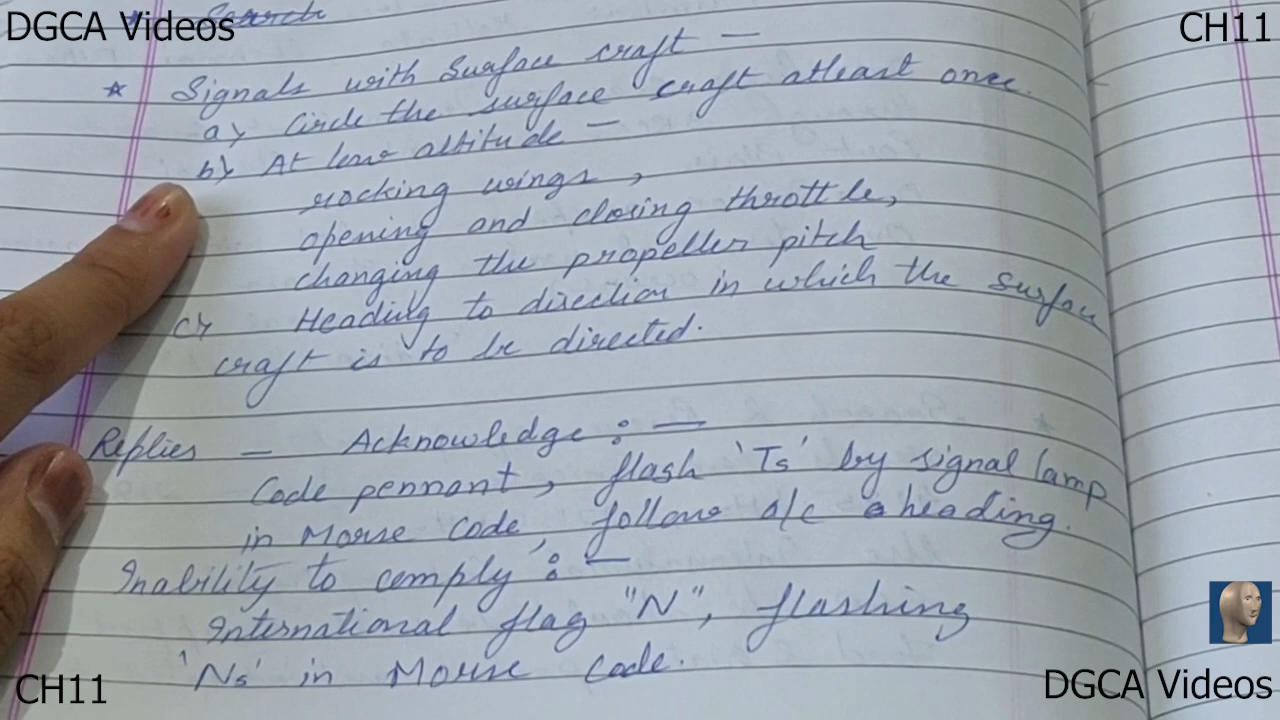 DGCA Videos
CH11
* Search
* Signals with Surface craft —
a) Circle the surface craft atleast once.
b) At low altitude —
rocking wings,
opening and closing throttle,
changing the propeller pitch
c) Heading to direction in which the surface
craft is to be directed.
Replies — Acknowledge : —
Code pennant, flash 'Ts' by signal lamp
in Morse Code, follow a/c heading.
Inability to comply : —
International flag "N", flashing
'Ns' in Morse Code.
CH11
DGCA Videos